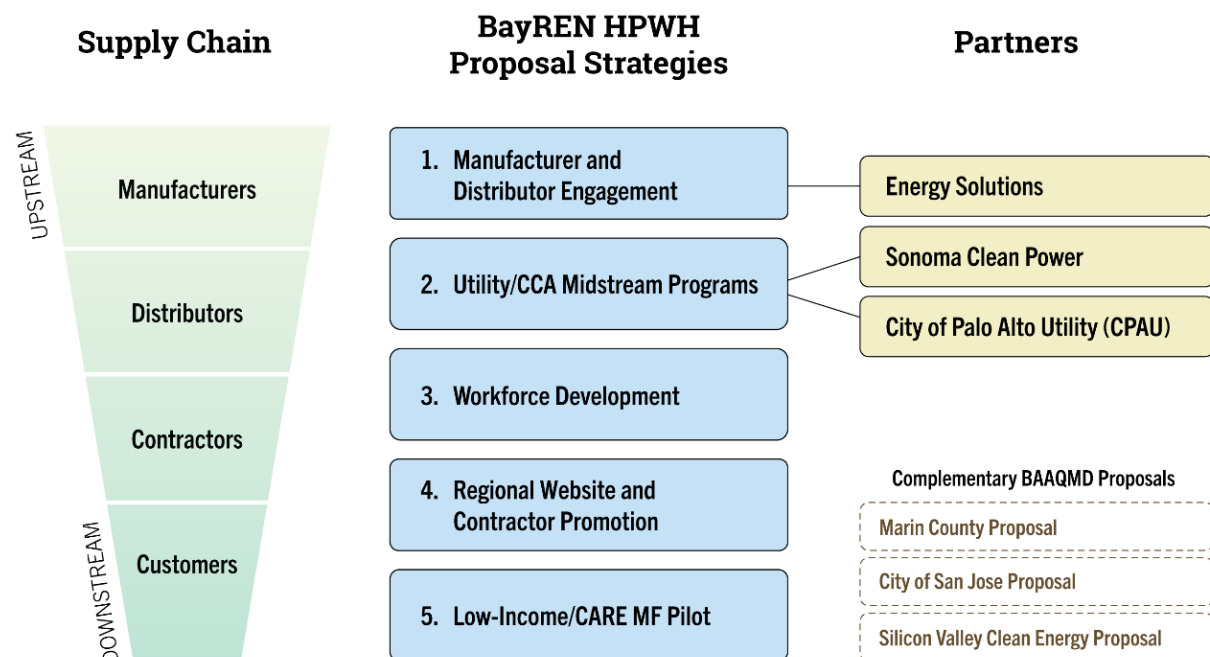 Supply Chain
BayREN HPWH
Proposal Strategies
Partners
UPSTREAM
Manufacturers
Distributors
Contractors
Customers
DOWNSTREAM
1. Manufacturer and
Distributor Engagement
2. Utility/CCA Midstream Programs
3. Workforce Development
4. Regional Website and
Contractor Promotion
5. Low-Income/CARE MF Pilot
Energy Solutions
Sonoma Clean Power
City of Palo Alto Utility (CPAU)
Complementary BAAQMD Proposals
Marin County Proposal
City of San Jose Proposal
Silicon Valley Clean Energy Proposal